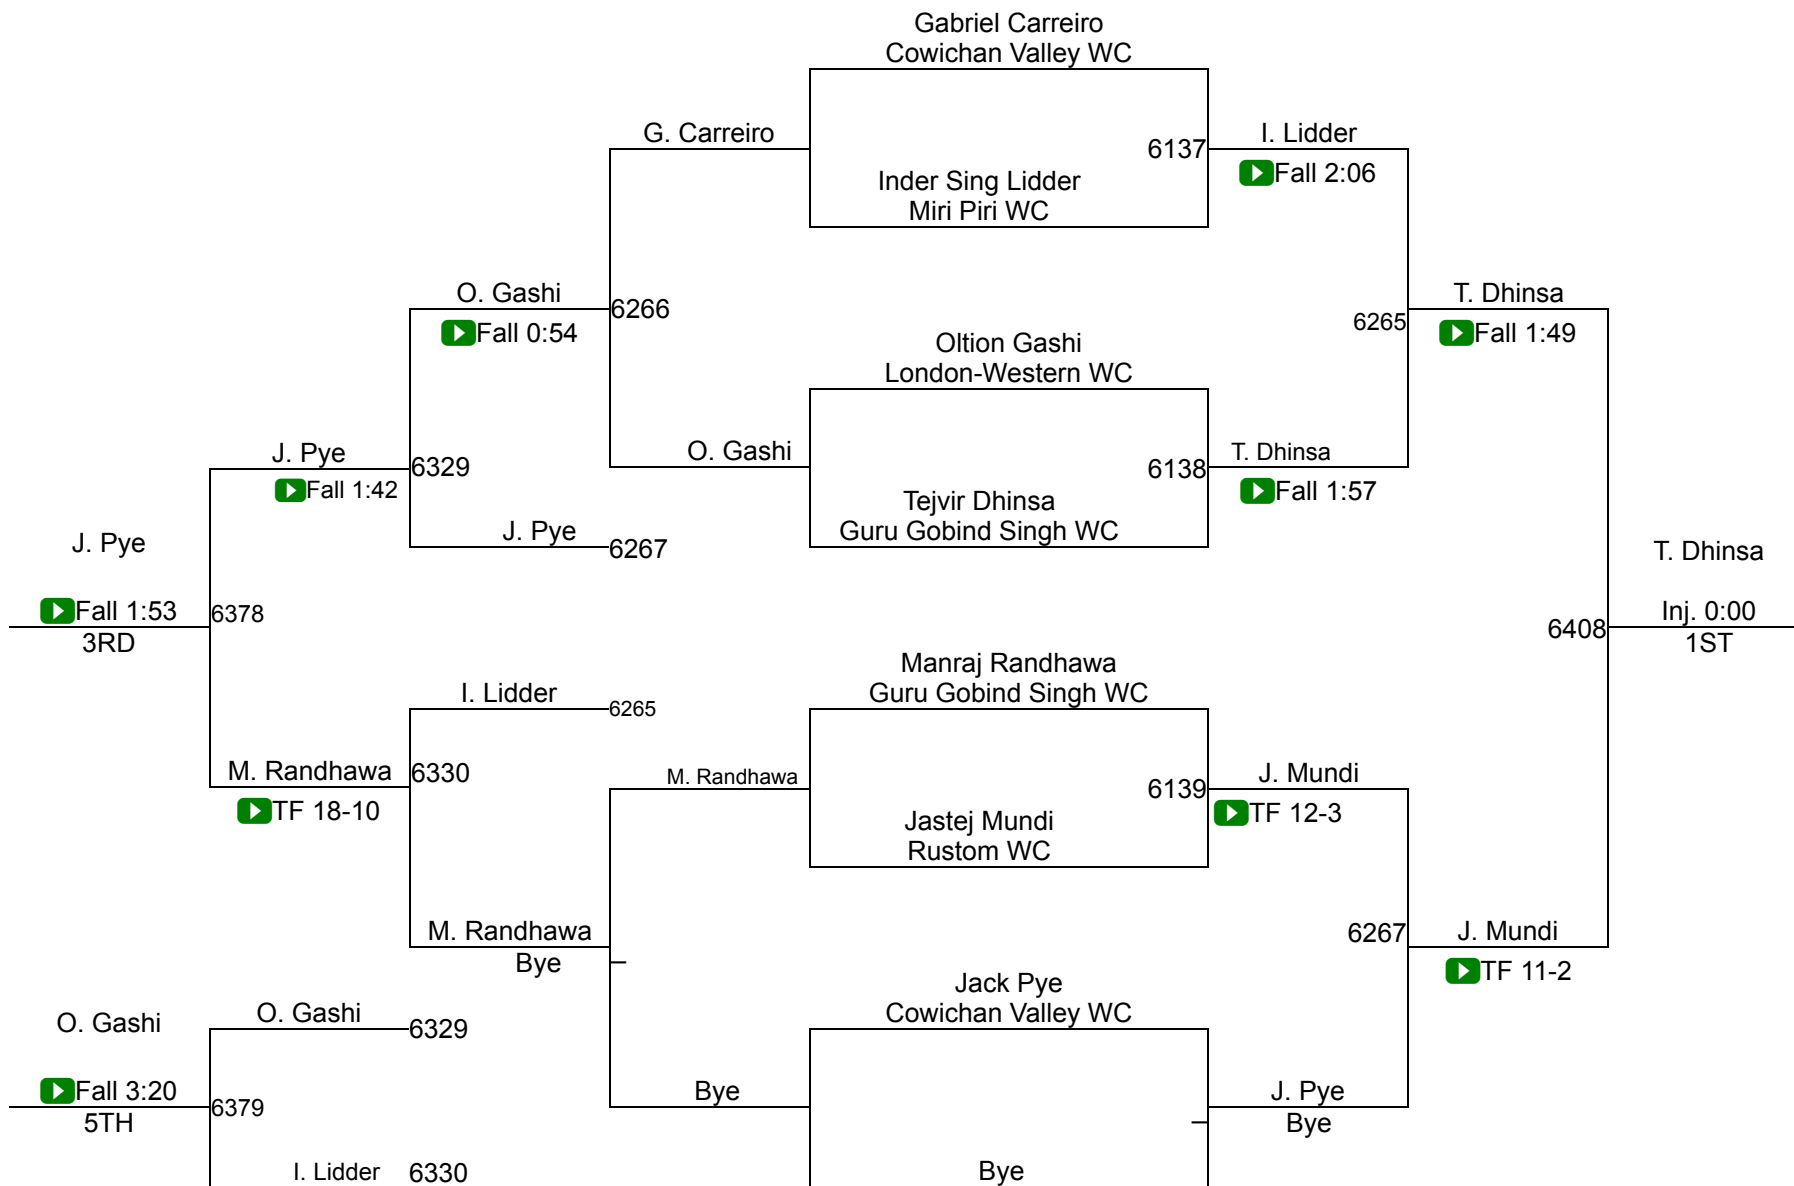 Gabriel Carreiro
Cowichan Valley WC
G. Carreiro
6137
I. Lidder
Fall 2:06
Inder Sing Lidder
Miri Piri WC
O. Gashi
6266
Fall 0:54
T. Dhinsa
6265
Fall 1:49
Oltion Gashi
London-Western WC
J. Pye
6329
Fall 1:42
O. Gashi
6138
T. Dhinsa
Fall 1:57
Tejvir Dhinsa
Guru Gobind Singh WC
J. Pye
6267
J. Pye
Fall 1:53
6378
3RD
T. Dhinsa
6408
Inj. 0:00
1ST
Manraj Randhawa
Guru Gobind Singh WC
I. Lidder
6265
M. Randhawa
6330
TF 18-10
M. Randhawa
6139
J. Mundi
TF 12-3
Jastej Mundi
Rustom WC
M. Randhawa
Bye
6267
J. Mundi
TF 11-2
Jack Pye
Cowichan Valley WC
O. Gashi
O. Gashi
6329
Fall 3:20
6379
5TH
Bye
J. Pye
Bye
I. Lidder
6330
Bye